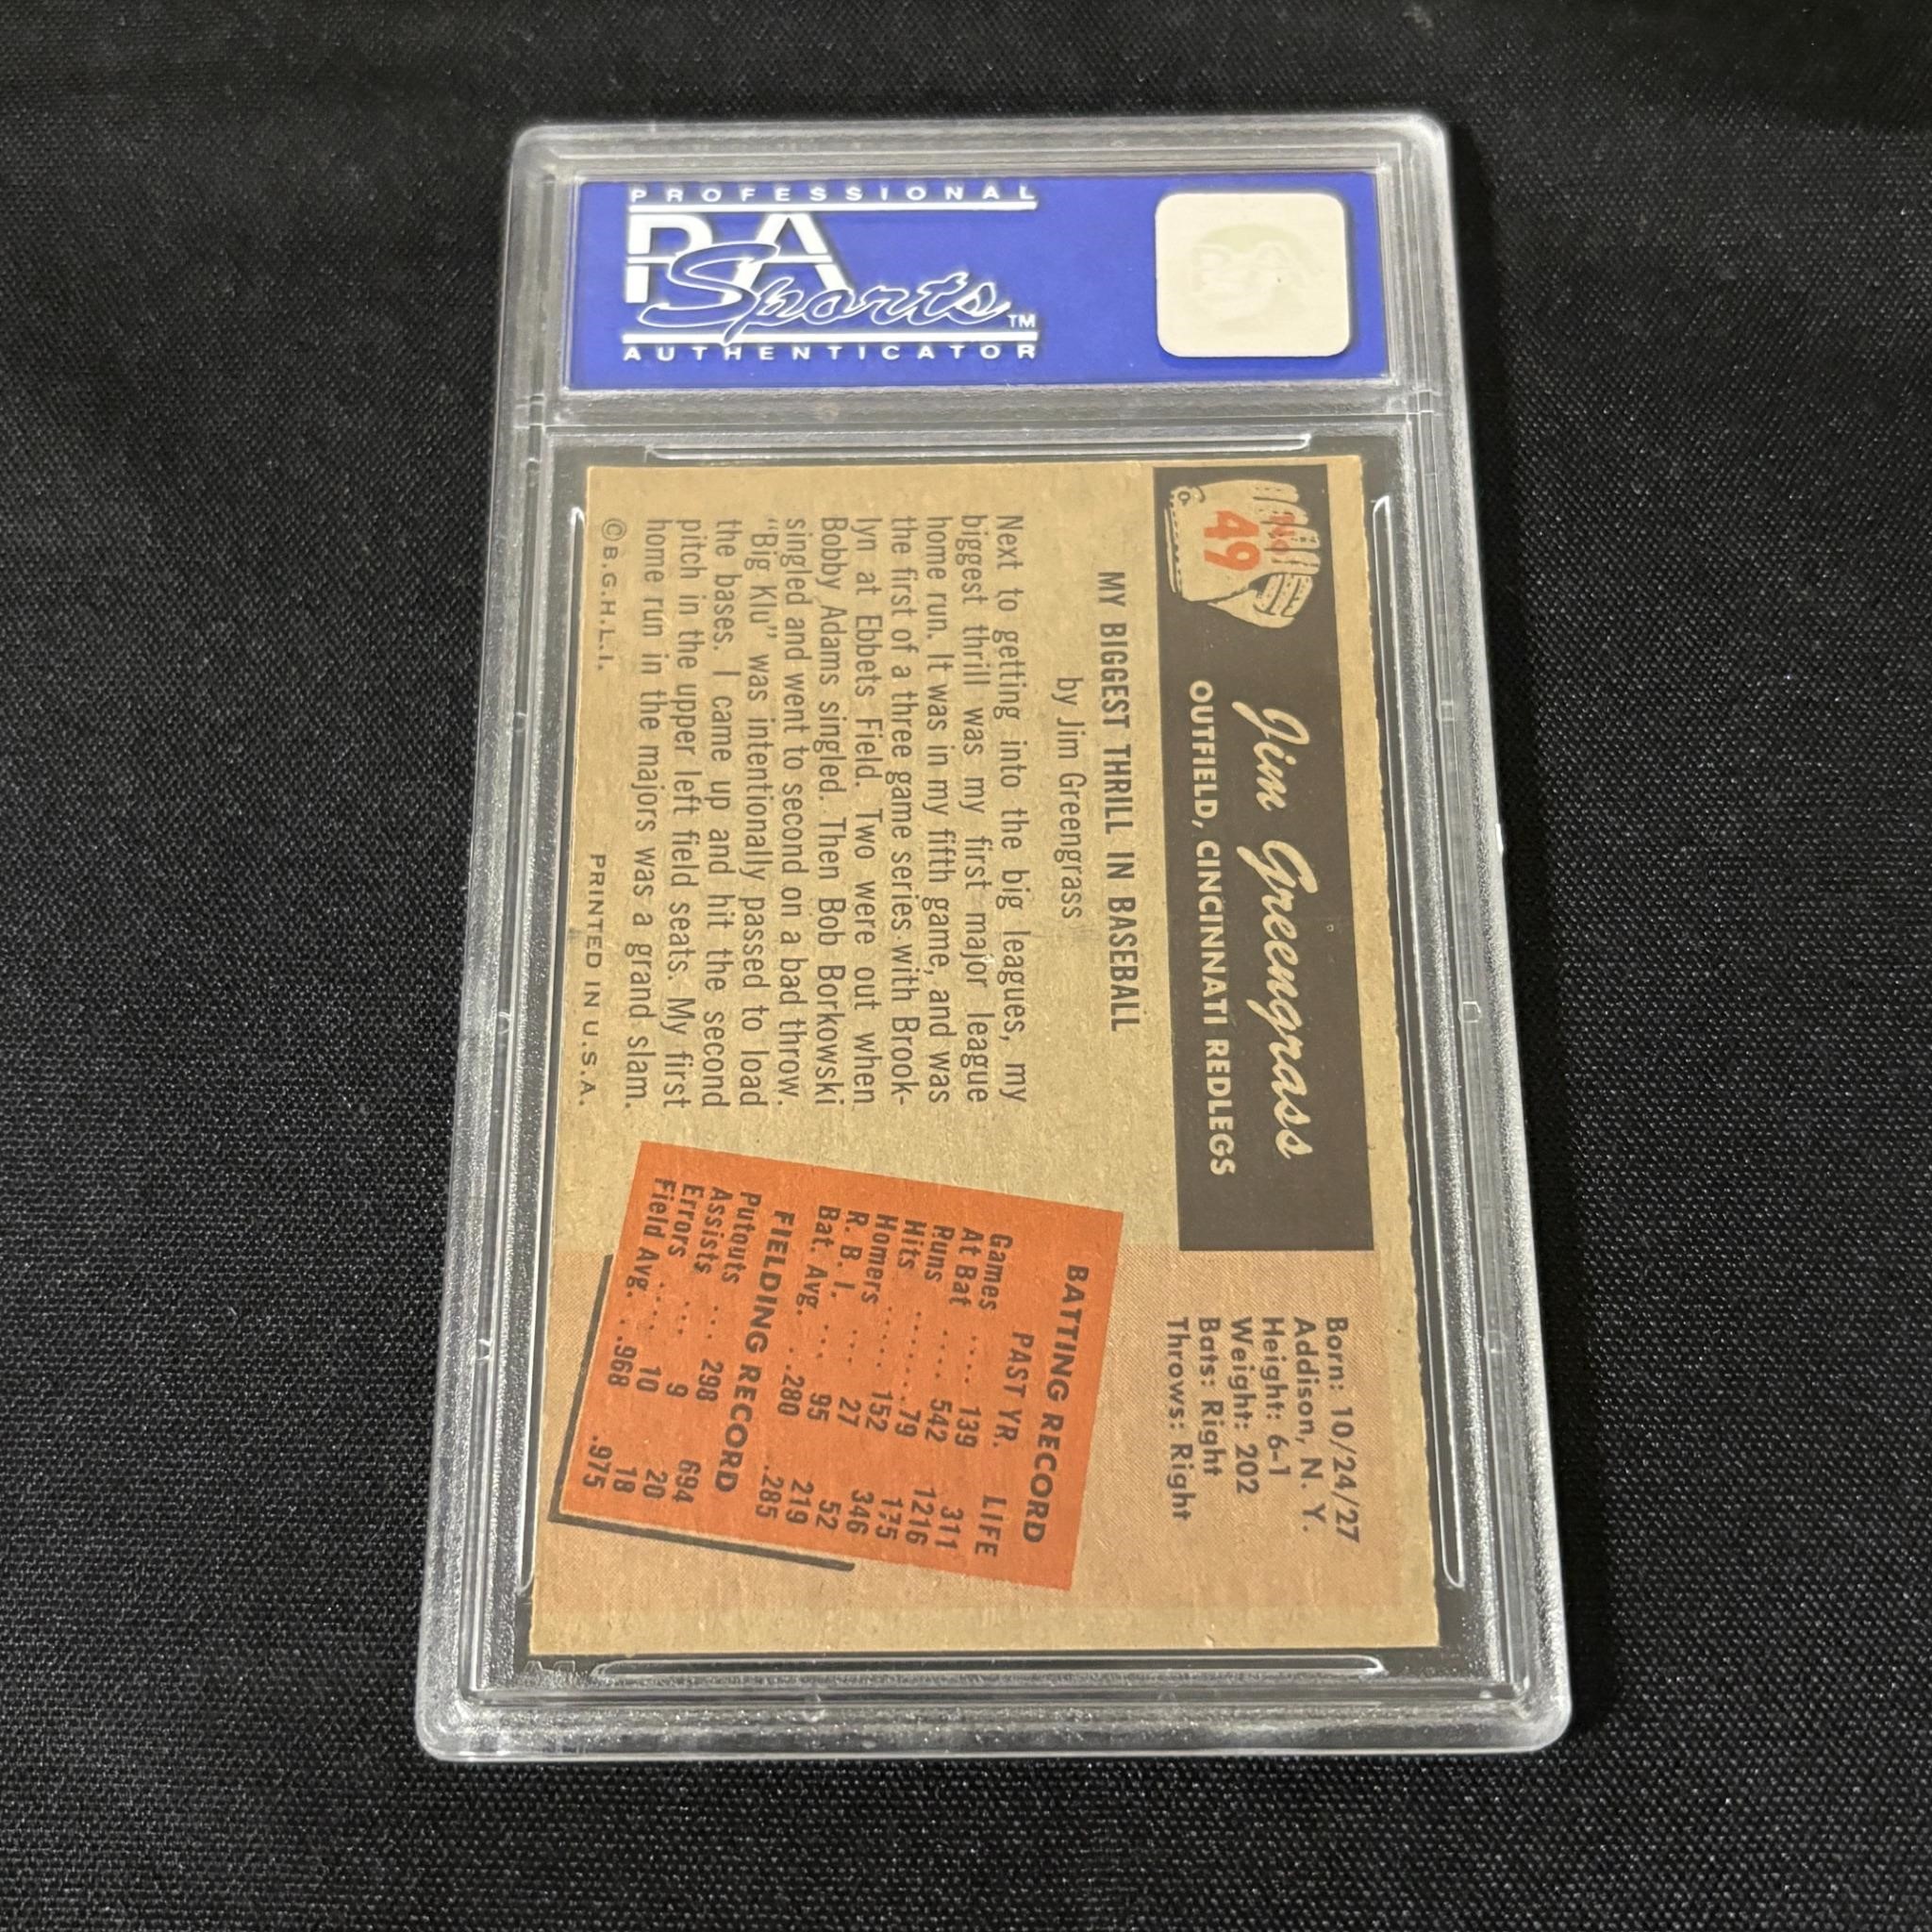 PROFESSIONAL
PSA
Sports™
AUTHENTICATOR
No.
49
Jim Greengrass
OUTFIELD, CINCINNATI REDLEGS
Born: 10/24/27
Addison, N. Y.
Height: 6-1
Weight: 202
Bats: Right
Throws: Right
MY BIGGEST THRILL IN BASEBALL
by Jim Greengrass
Next to getting into the big leagues, my
biggest thrill was my first major league
home run. It was in my fifth game, and was
the first of a three game series with Brook-
lyn at Ebbets Field. Two were out when
Bobby Adams singled. Then Bob Borkowski
singled and went to second on a bad throw.
"Big Klu" was intentionally passed to load
the bases. I came up and hit the second
pitch in the upper left field seats. My first
home run in the majors was a grand slam.
©B.G.H.L.I.
PRINTED IN U.S.A.
BATTING RECORD
PAST YR. LIFE
Games .... 139 311
At Bat .... 542 1216
Runs ..... 79 175
Hits ..... 152 346
Homers ... 27 52
R. B. I. ... 95 219
Bat. Avg. .. .280 .285
FIELDING RECORD
Putouts ... 298 694
Assists ... 9 20
Errors .... 10 18
Field Avg. .. .968 .975